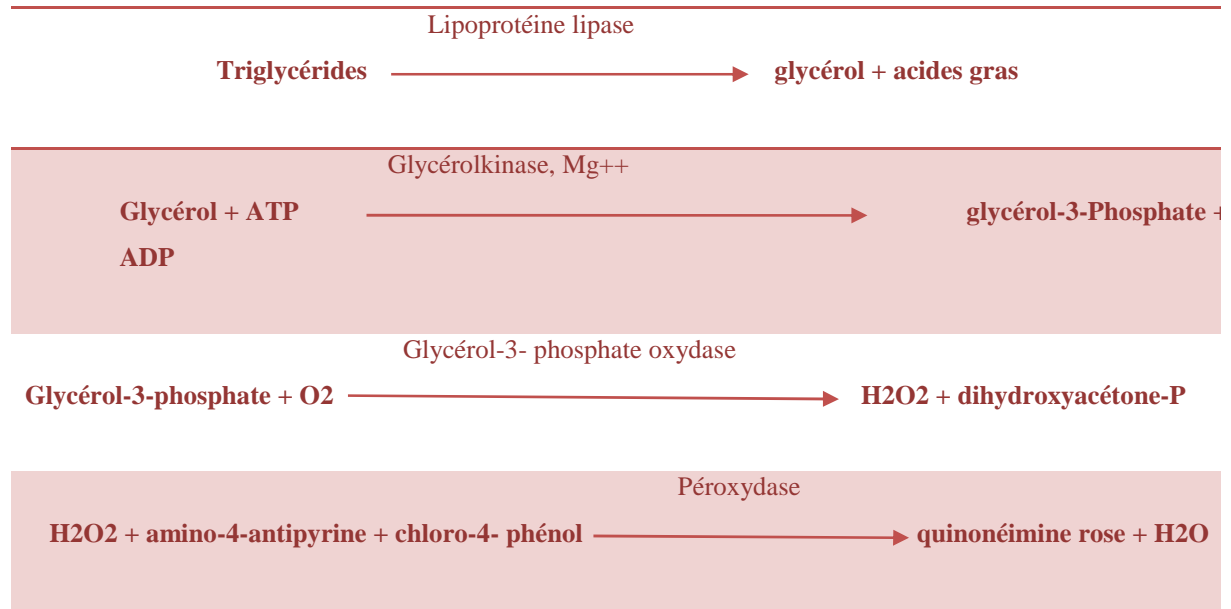 Lipoprotéine lipase
Triglycérides glycérol + acides gras
Glycérolkinase, Mg++
Glycérol + ATP glycérol-3-Phosphate +
ADP
Glycérol-3- phosphate oxydase
Glycérol-3-phosphate + O2 H2O2 + dihydroxyacétone-P
Péroxydase
H2O2 + amino-4-antipyrine + chloro-4- phénol quinonéimine rose + H2O